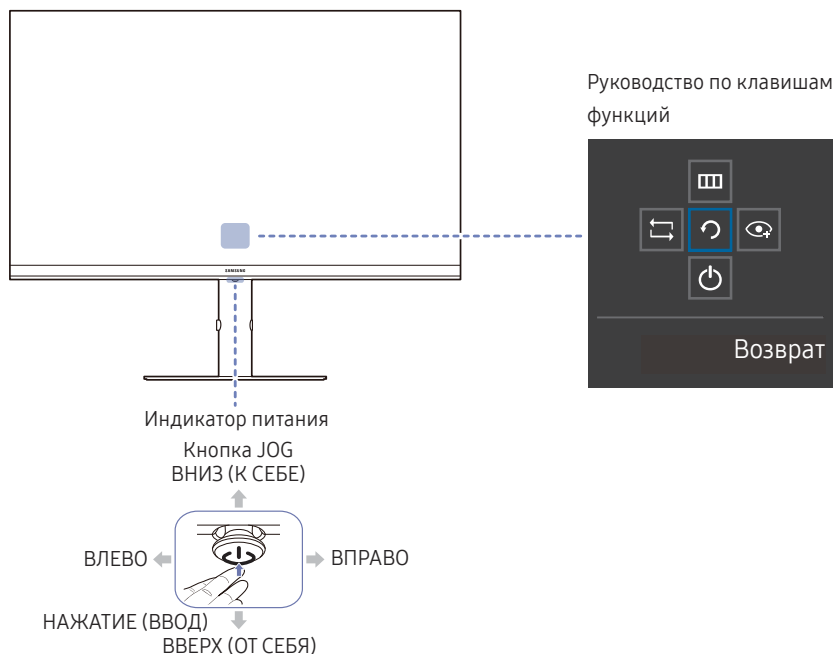 Руководство по клавишам
функций
SAMSUNG
Возврат
Индикатор питания
Кнопка JOG
ВНИЗ (К СЕБЕ)
ВЛЕВО
ВПРАВО
НАЖАТИЕ (ВВОД)
ВВЕРХ (ОТ СЕБЯ)